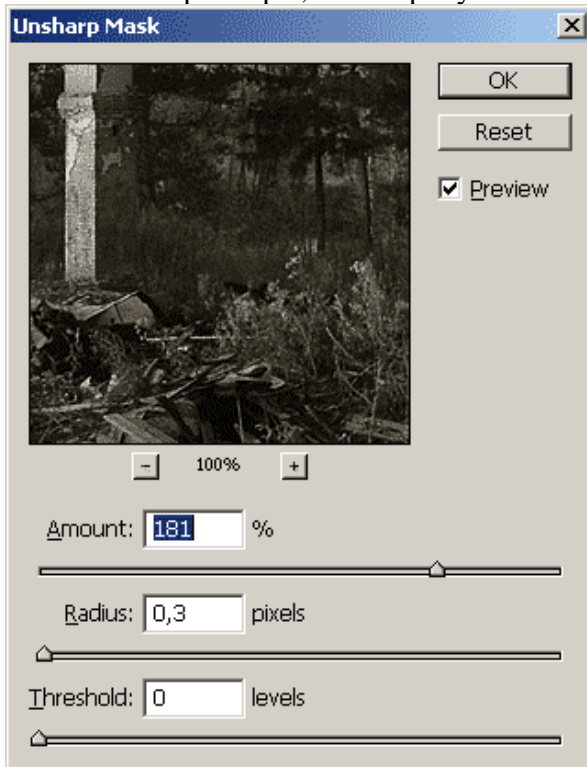 Unsharp Mask
OK
Reset
Preview
100%
Amount: 181 %
Radius: 0,3 pixels
Threshold: 0 levels